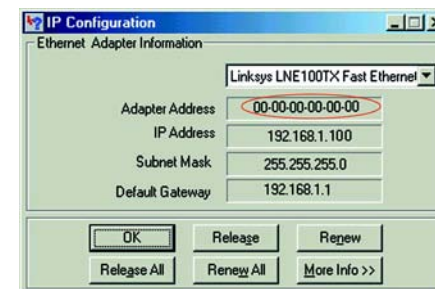 IP Configuration
Ethernet Adapter Information
Linksys LNE100TX Fast Ethernet
Adapter Address 00-00-00-00-00-00
IP Address 192.168.1.100
Subnet Mask 255.255.255.0
Default Gateway 192.168.1.1
OK Release Renew
Release All Renew All More Info >>